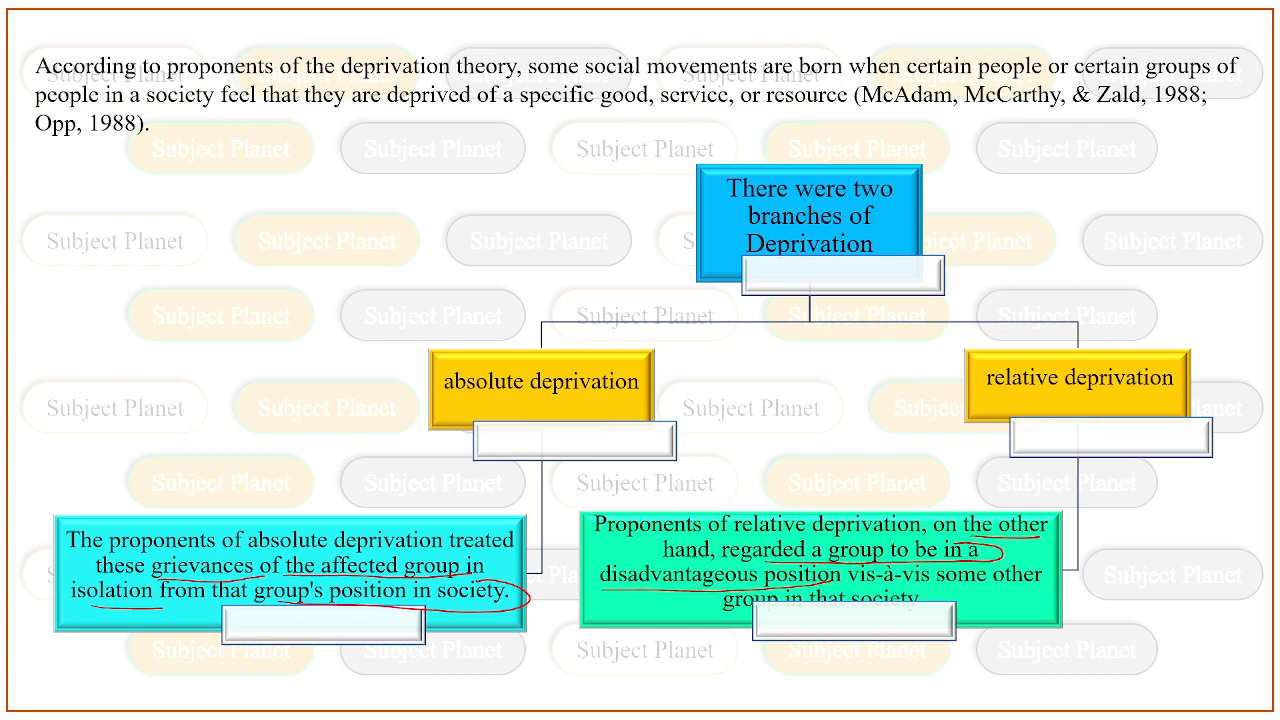 According to proponents of the deprivation theory, some social movements are born when certain people or certain groups of
people in a society feel that they are deprived of a specific good, service, or resource (McAdam, McCarthy, & Zald, 1988;
Opp, 1988).
There were two
branches of
Deprivation
absolute deprivation
relative deprivation
The proponents of absolute deprivation treated
these grievances of the affected group in
isolation from that group's position in society.
Proponents of relative deprivation, on the other
hand, regarded a group to be in a
disadvantageous position vis-à-vis some other
group in that society
Subject Planet